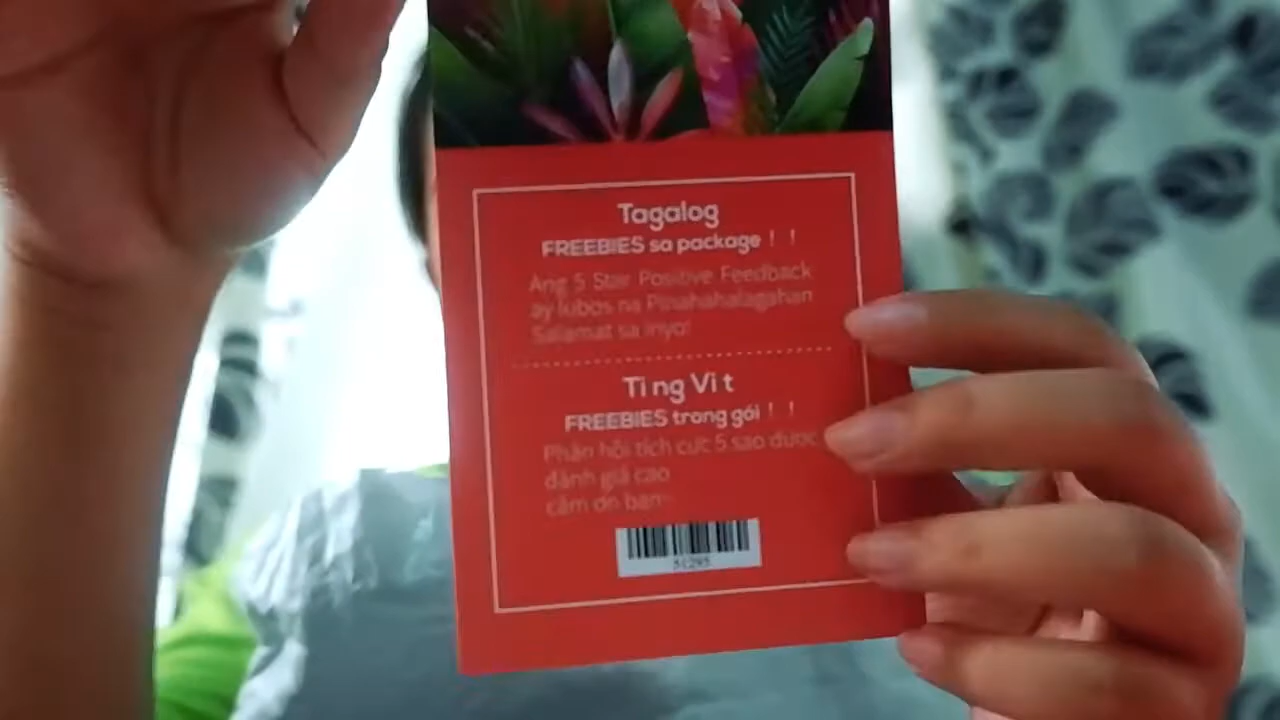 Tagalog
FREEBIES sa package ! !
Ang 5 Star Positive Feedback
ay lubos na Pinahahalagahan
Salamat sa inyo!
Ti ng Vi t
FREEBIES trong gói ! !
Phản hồi tích cực 5 sao được
đánh giá cao
cảm ơn bạn~
51295